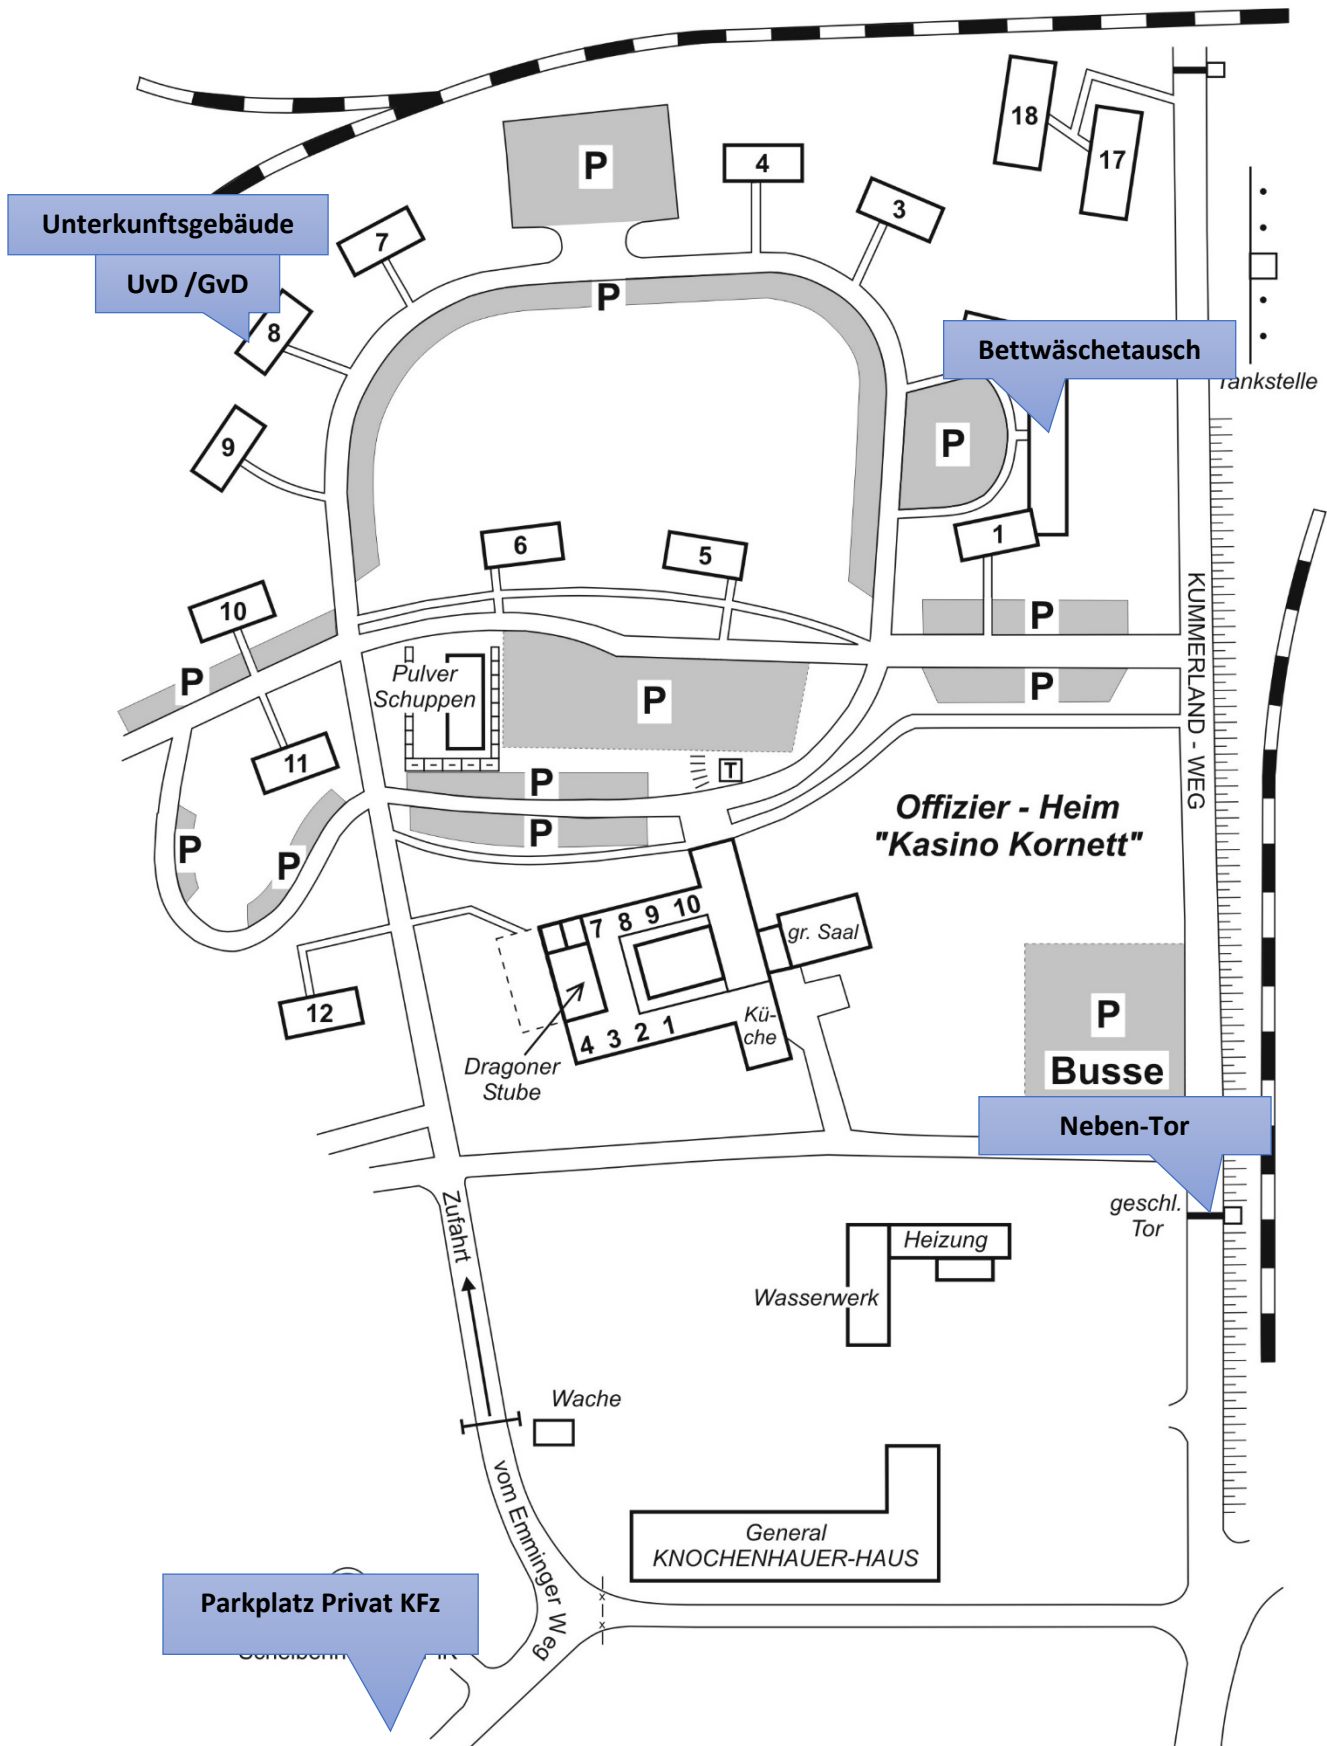 18
17
P
4
3
Unterkunftsgebäude
7
UvD /GvD
P
8
Bettwäschetausch
Tankstelle
9
P
1
6
5
10
P
KUMMERLAND - WEG
P
Pulver
Schuppen
P
P
11
T
P
Offizier - Heim
"Kasino Kornett"
P
P
P
7 8 9 10
gr. Saal
12
P
Busse
Kü-
che
4 3 2 1
Dragoner
Stube
Neben-Tor
geschl.
Tor
Zufahrt
Heizung
Wasserwerk
Wache
vom Emminger Weg
General
KNOCHENHAUER-HAUS
Parkplatz Privat KFz